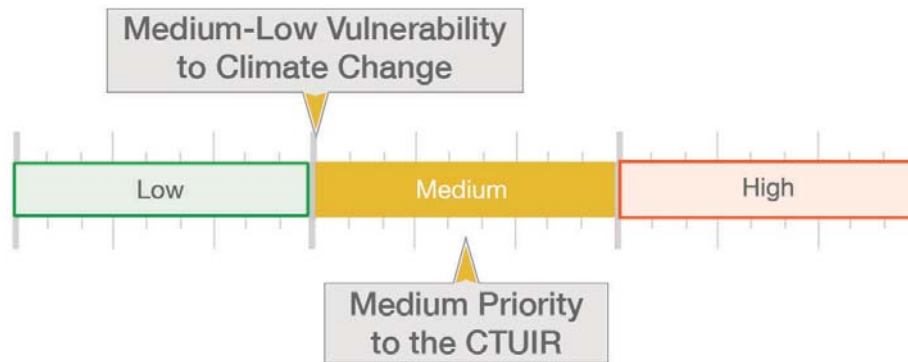 Medium-Low Vulnerability
to Climate Change
Low
Medium
High
Medium Priority
to the CTUIR